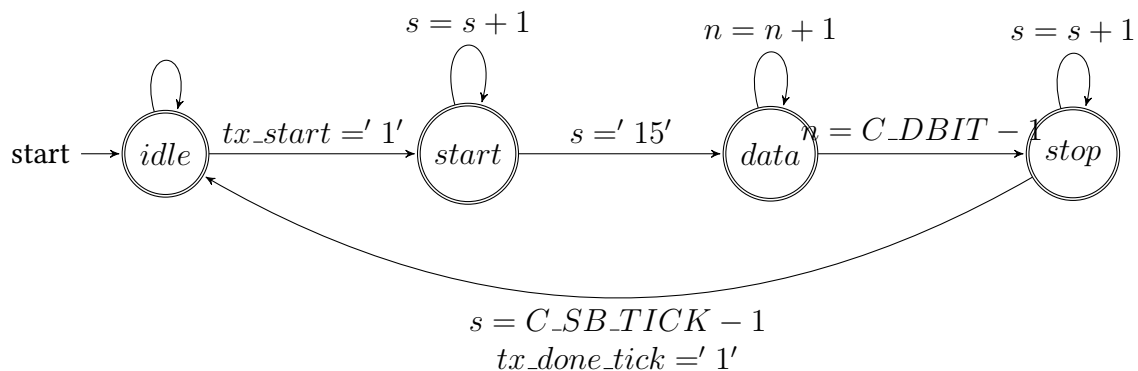 s = s + 1
n = n + 1
s = s + 1
start
idle
tx_start =′ 1′
start
s =′ 15′
data
n = C_DBIT − 1
stop
s = C_SB_TICK − 1
tx_done_tick =′ 1′